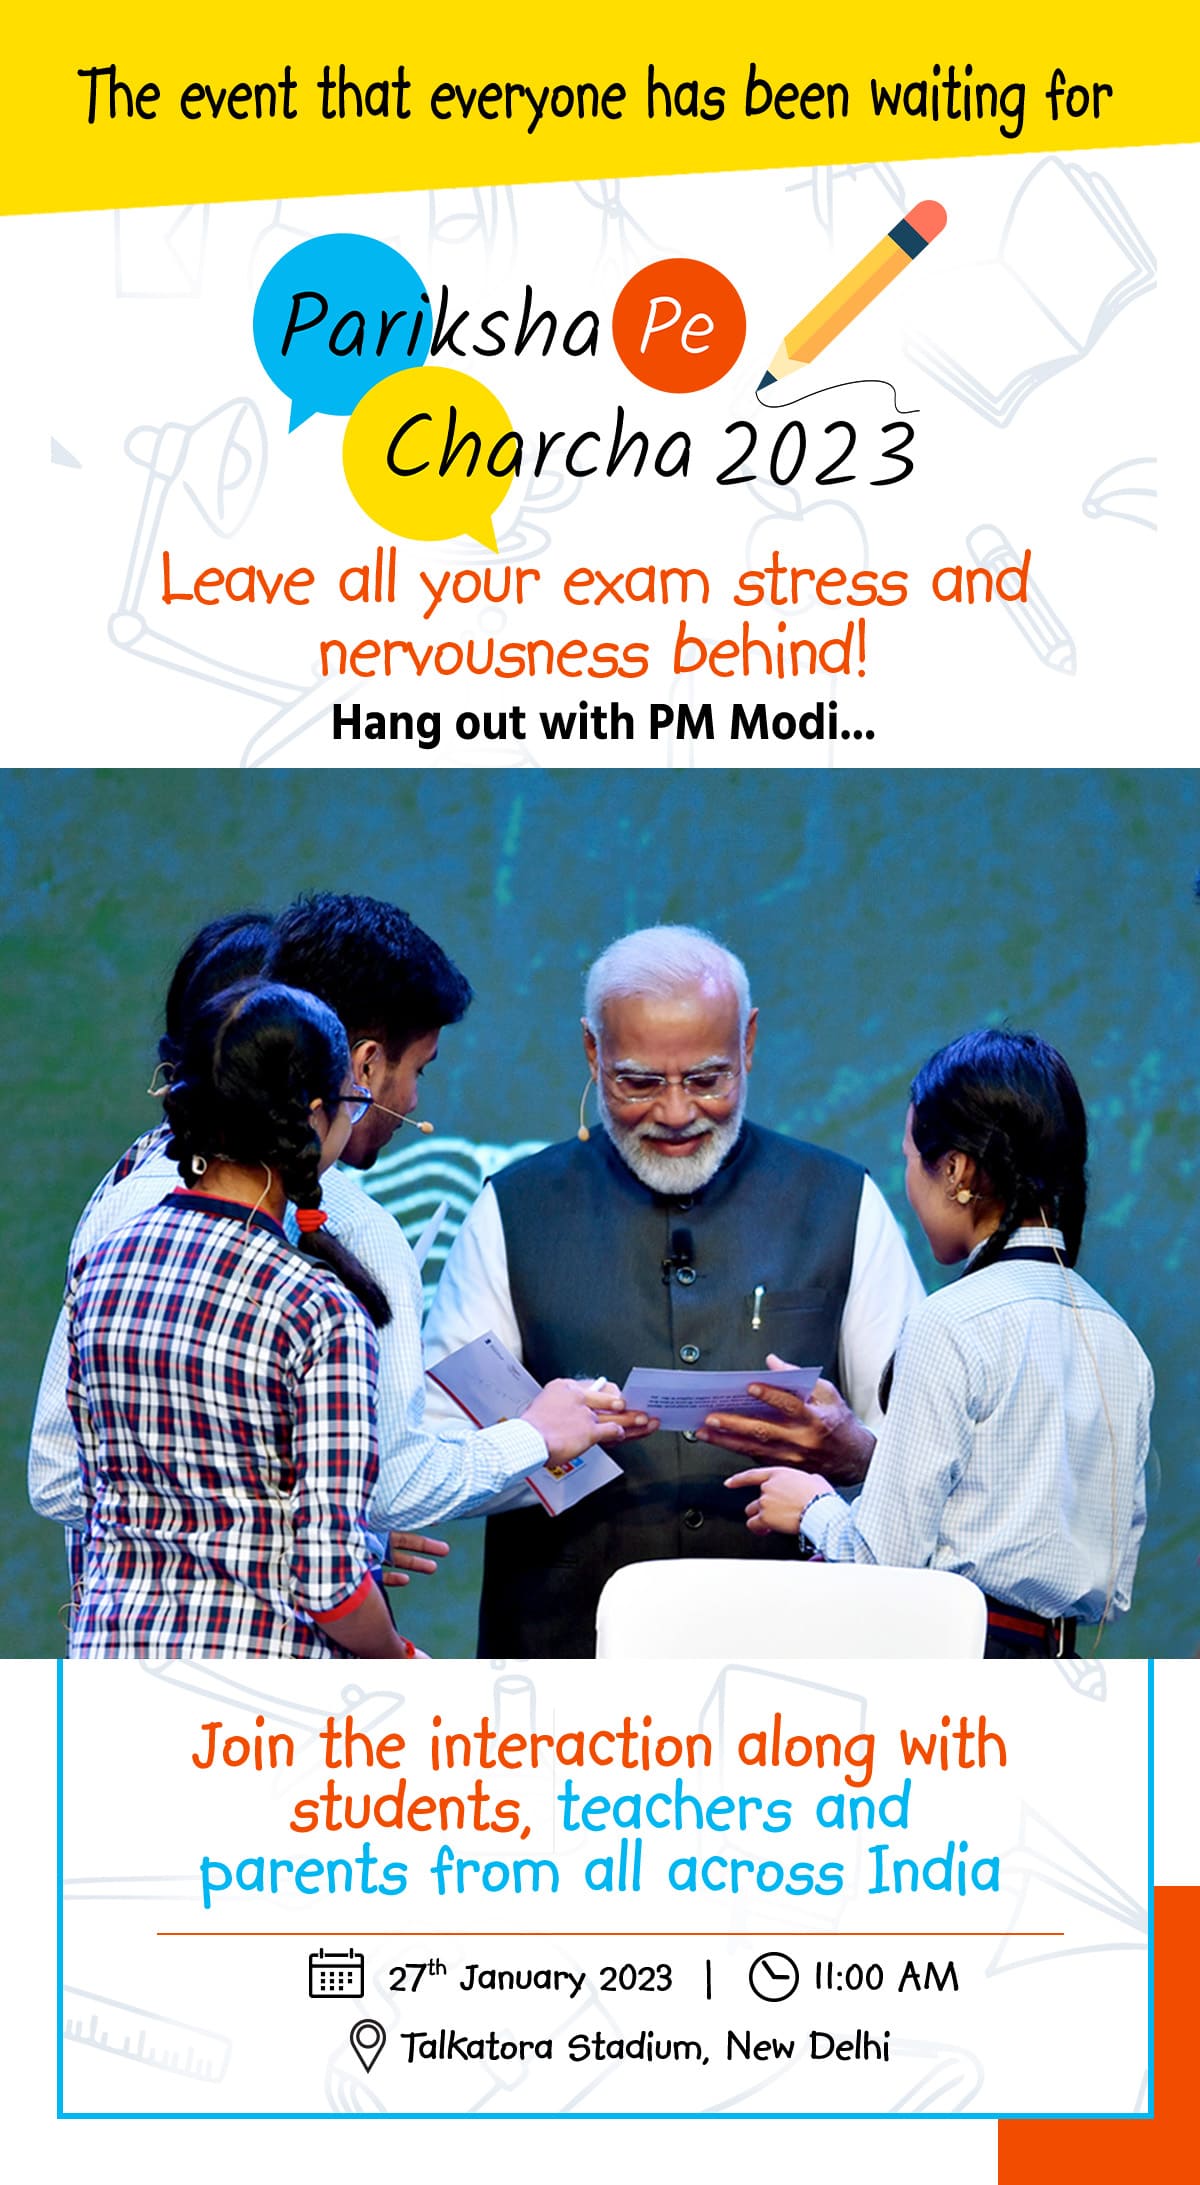 The event that everyone has been waiting for
Pariksha Pe
Charcha 2023
Leave all your exam stress and
nervousness behind!
Hang out with PM Modi...
Join the interaction along with
students, teachers and
parents from all across India
27th January 2023 | 11:00 AM
Talkatora Stadium, New Delhi